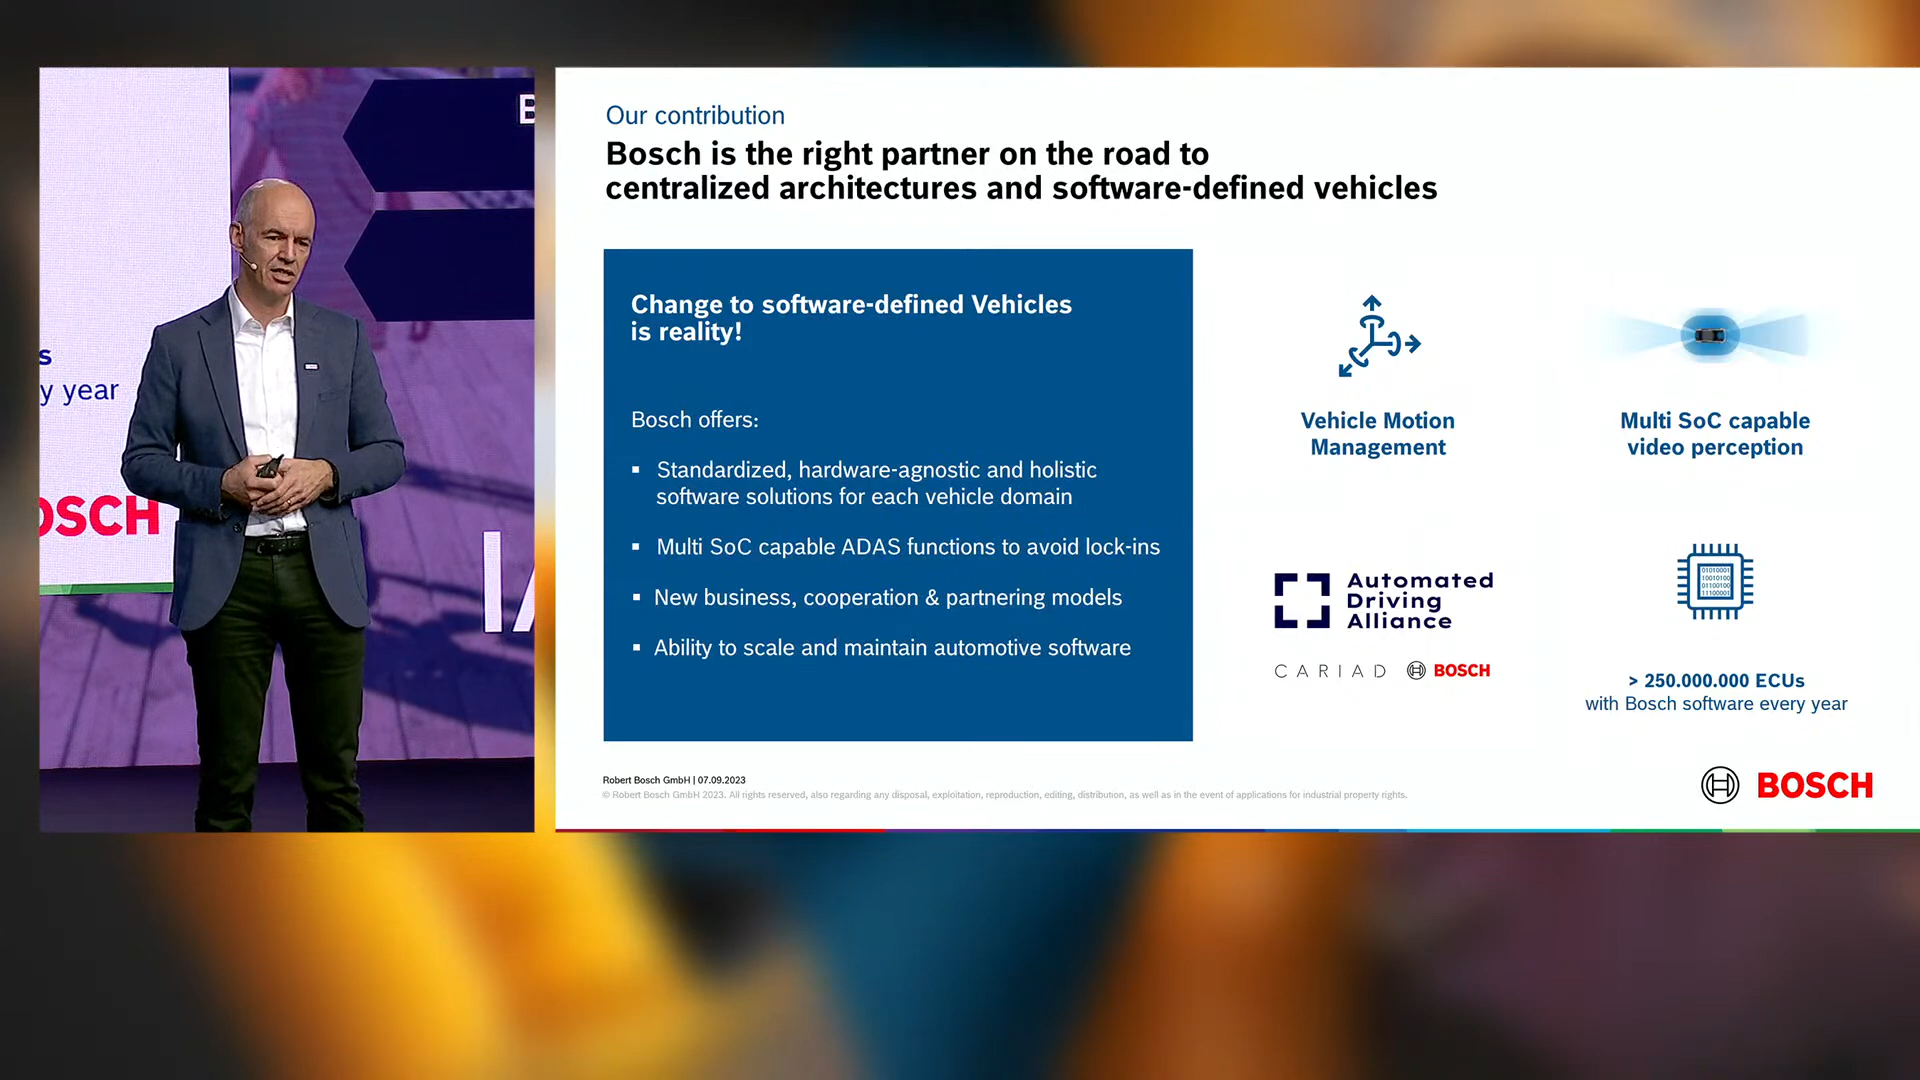 B
s
y year
OSCH
IA
Our contribution
Bosch is the right partner on the road to
centralized architectures and software-defined vehicles
Change to software-defined Vehicles
is reality!
Bosch offers:
▪ Standardized, hardware-agnostic and holistic
software solutions for each vehicle domain
▪ Multi SoC capable ADAS functions to avoid lock-ins
▪ New business, cooperation & partnering models
▪ Ability to scale and maintain automotive software
Vehicle Motion
Management
Multi SoC capable
video perception
Automated
Driving
Alliance
CARIAD BOSCH
01010001
10010100
01100100
11100001
> 250.000.000 ECUs
with Bosch software every year
Robert Bosch GmbH | 07.09.2023
© Robert Bosch GmbH 2023. All rights reserved, also regarding any disposal, exploitation, reproduction, editing, distribution, as well as in the event of applications for industrial property rights.
BOSCH